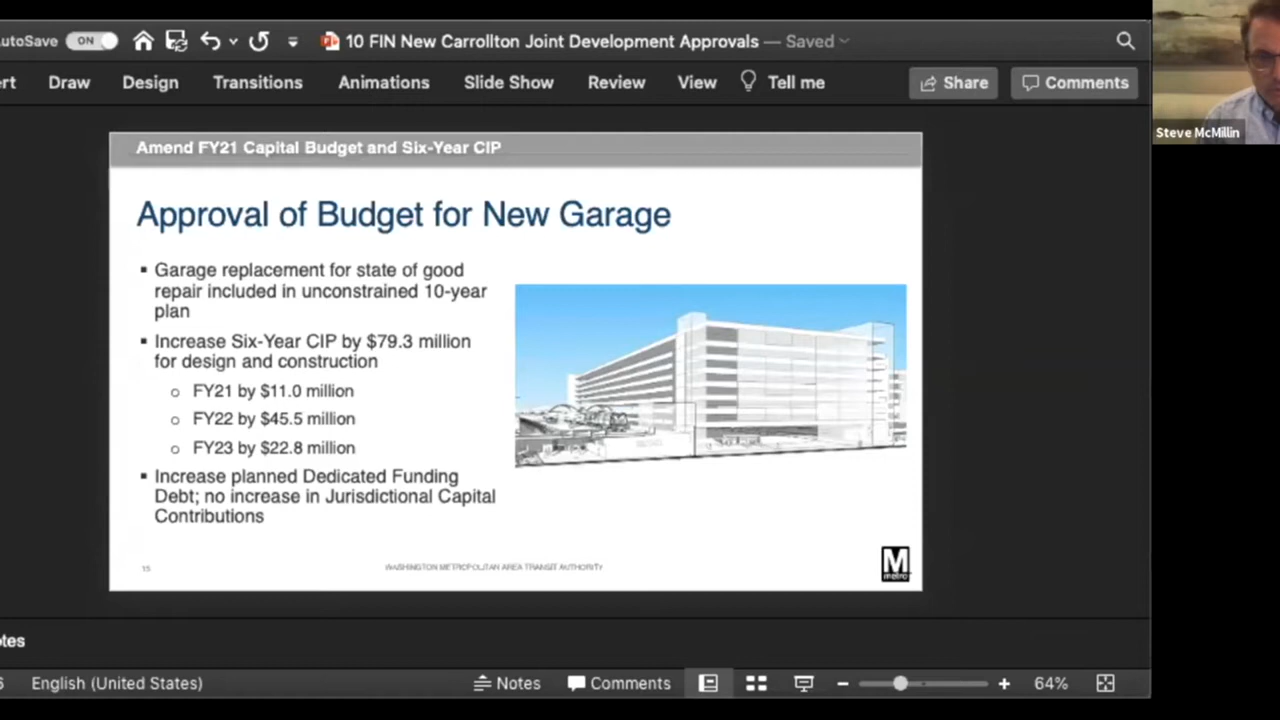 AutoSave ON 10 FIN New Carrollton Joint Development Approvals — Saved
rt Draw Design Transitions Animations Slide Show Review View Tell me Share Comments
Steve McMillin
Amend FY21 Capital Budget and Six-Year CIP
Approval of Budget for New Garage
▪ Garage replacement for state of good
repair included in unconstrained 10-year
plan
▪ Increase Six-Year CIP by $79.3 million
for design and construction
o FY21 by $11.0 million
o FY22 by $45.5 million
o FY23 by $22.8 million
▪ Increase planned Dedicated Funding
Debt; no increase in Jurisdictional Capital
Contributions
15 WASHINGTON METROPOLITAN AREA TRANSIT AUTHORITY
M
metro
otes
English (United States) Notes Comments 64%